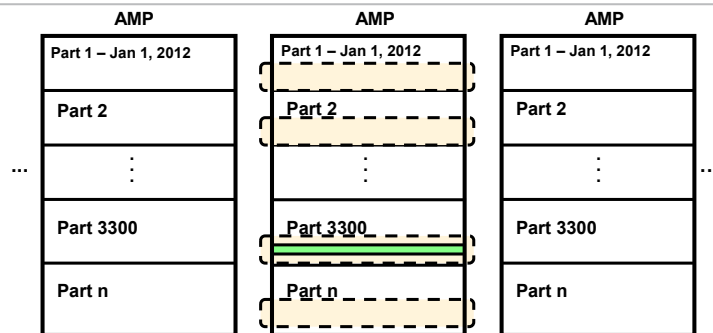 AMP AMP AMP
Part 1 – Jan 1, 2012 Part 1 – Jan 1, 2012 Part 1 – Jan 1, 2012
Part 2 Part 2 Part 2
... ⋮ ⋮ ⋮ ...
Part 3300 Part 3300 Part 3300
Part n Part n Part n